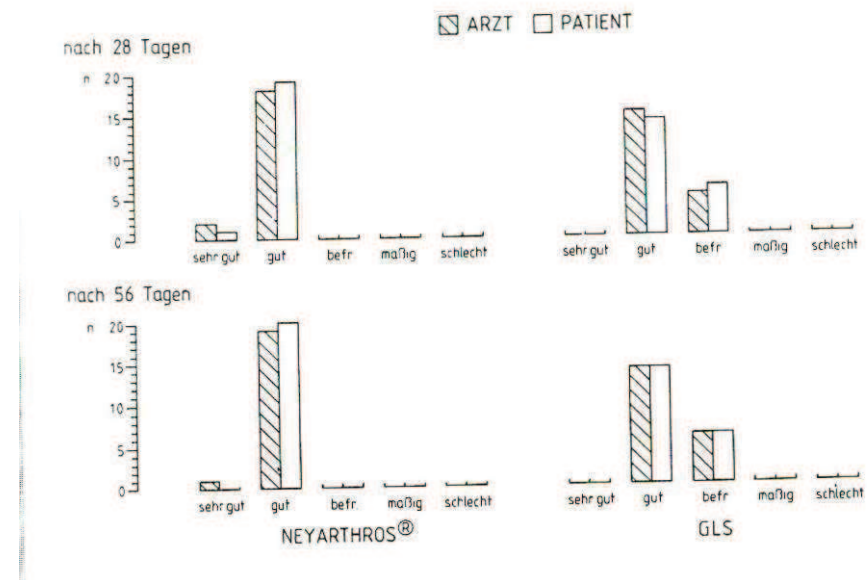 ARZT PATIENT
nach 28 Tagen
n 20
15
10
5
0
sehr gut gut befr mäßig schlecht sehr gut gut befr mäßig schlecht
nach 56 Tagen
n 20
15
10
5
0
sehr gut gut befr mäßig schlecht sehr gut gut befr mäßig schlecht
NEYARTHROS® GLS